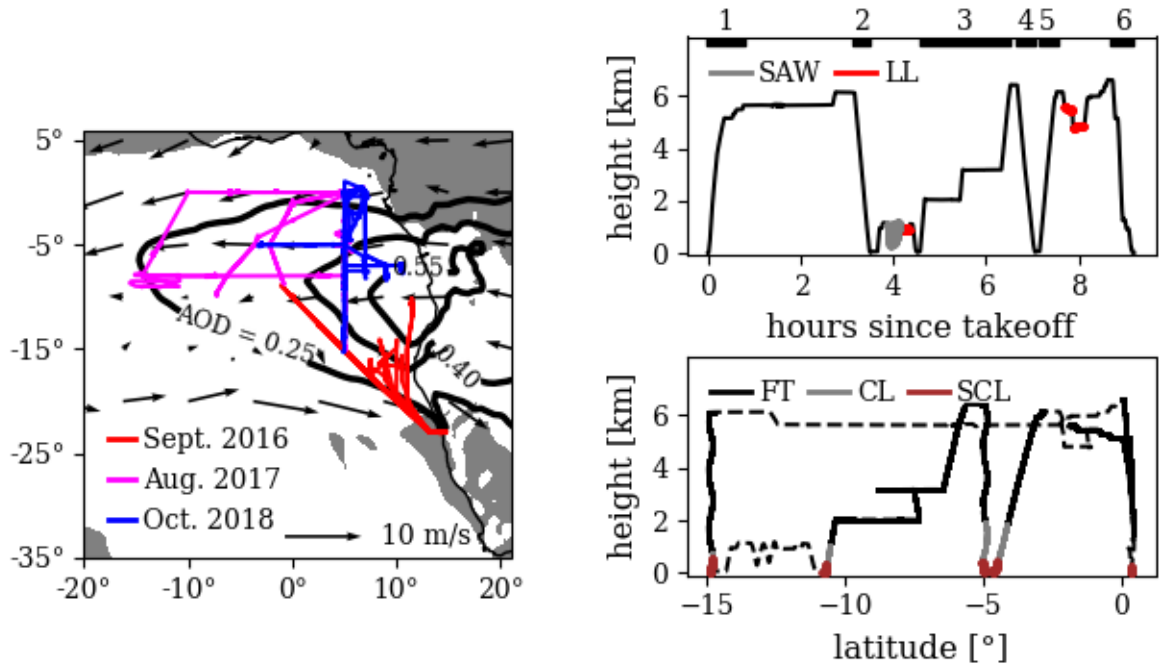 5°
-5°
-15°
-25°
-35°
-20°
-10°
0°
10°
20°
0.55
AOD = 0.25
0.40
Sept. 2016
Aug. 2017
Oct. 2018
10 m/s
1 2 3 4 5 6
SAW LL
height [km]
6
4
2
0
0 4 6 8
hours since takeoff
FT CL SCL
height [km]
6
4
2
0
−15 −10 −5 0
latitude [°]